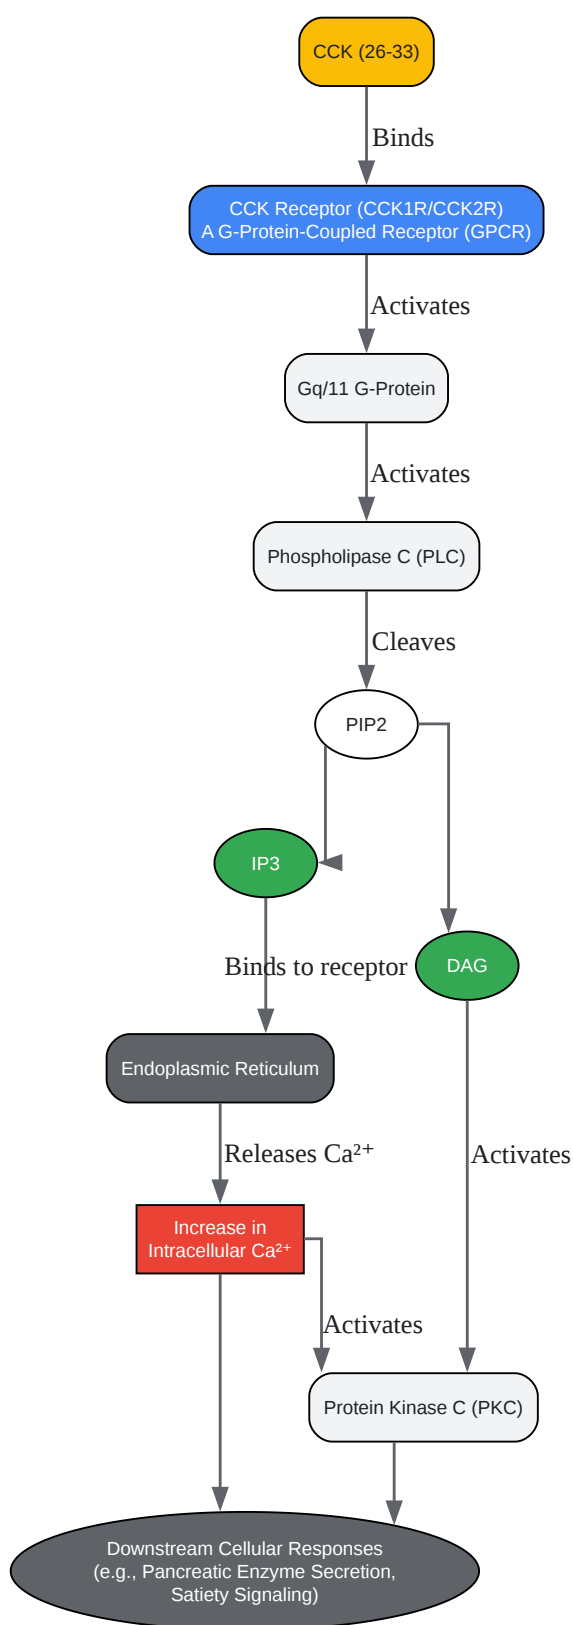 CCK (26-33)
Binds
CCK Receptor (CCK1R/CCK2R)
A G-Protein-Coupled Receptor (GPCR)
Activates
Gq/11 G-Protein
Activates
Phospholipase C (PLC)
Cleaves
PIP2
IP3
Binds to receptor
DAG
Endoplasmic Reticulum
Releases Ca²⁺
Activates
Increase in
Intracellular Ca²⁺
Activates
Protein Kinase C (PKC)
Downstream Cellular Responses
(e.g., Pancreatic Enzyme Secretion,
Satiety Signaling)